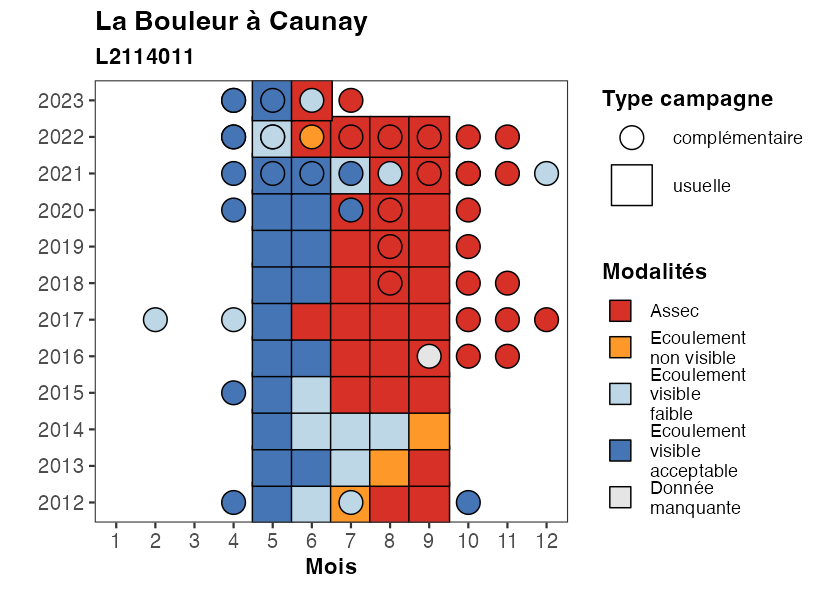 La Bouleur à Caunay
L2114011
2023
2022
2021
2020
2019
2018
2017
2016
2015
2014
2013
2012
1 2 3 4 5 6 7 8 9 10 11 12
Mois
Type campagne
complémentaire
usuelle
Modalités
Assec
Ecoulement
non visible
Ecoulement
visible
faible
Ecoulement
visible
acceptable
Donnée
manquante